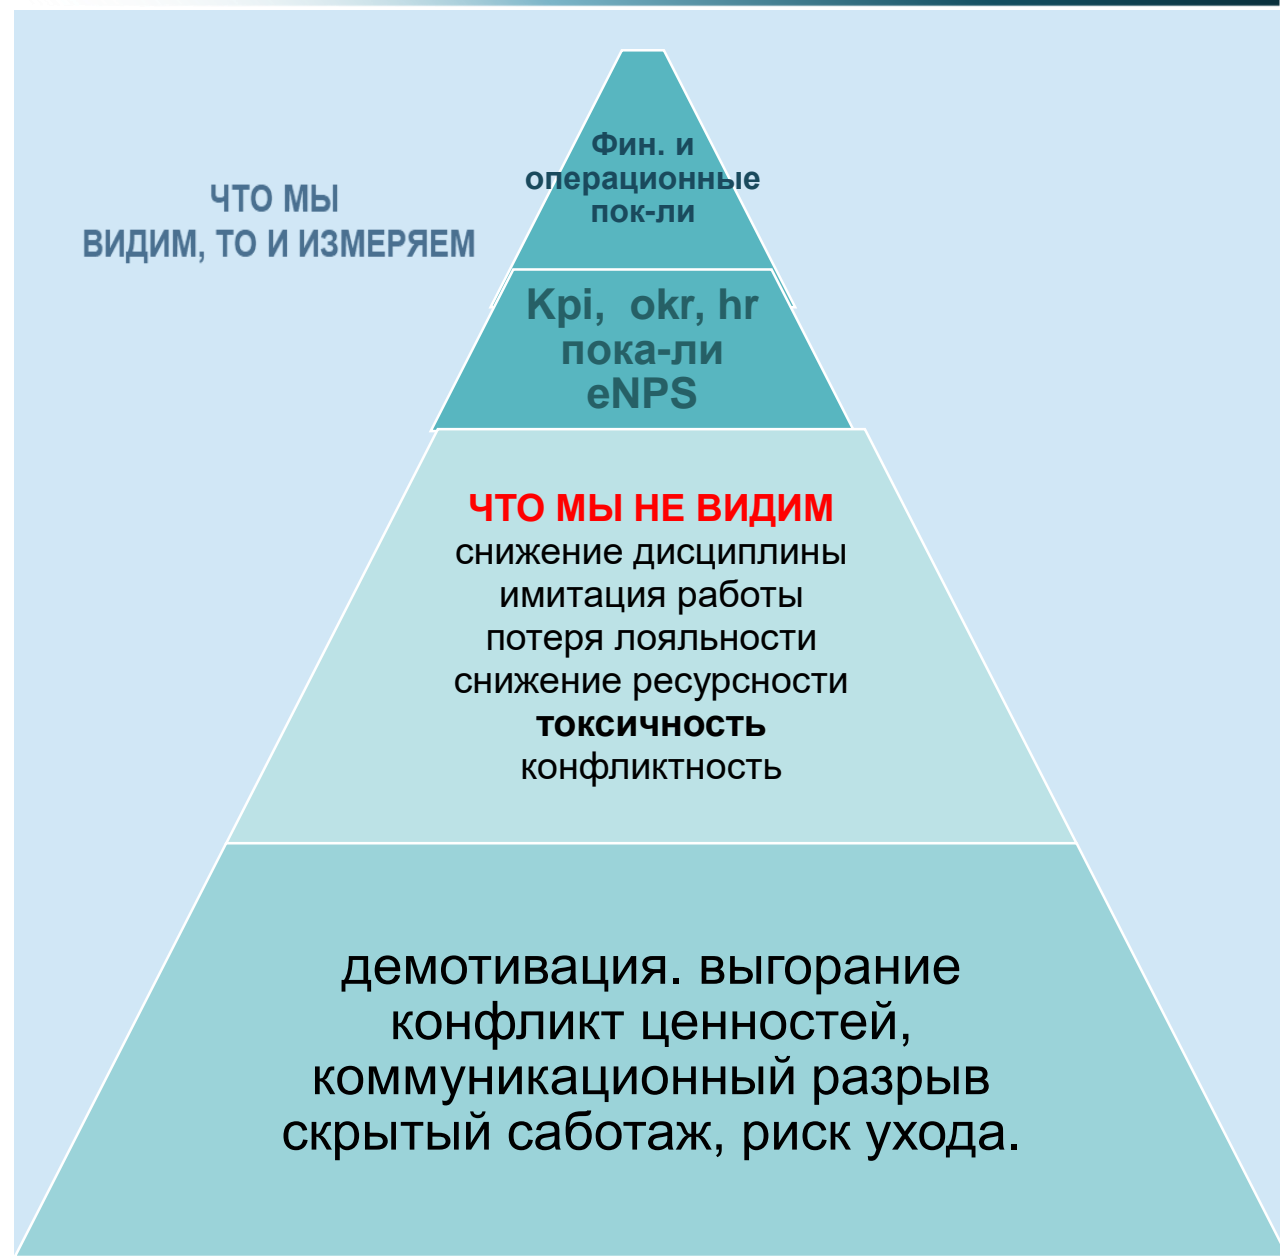 Фин. и
операционные
пок-ли
ЧТО МЫ
ВИДИМ, ТО И ИЗМЕРЯЕМ
Kpi, okr, hr
пока-ли
eNPS
ЧТО МЫ НЕ ВИДИМ
снижение дисциплины
имитация работы
потеря лояльности
снижение ресурсности
токсичность
конфликтность
демотивация. выгорание
конфликт ценностей,
коммуникационный разрыв
скрытый саботаж, риск ухода.